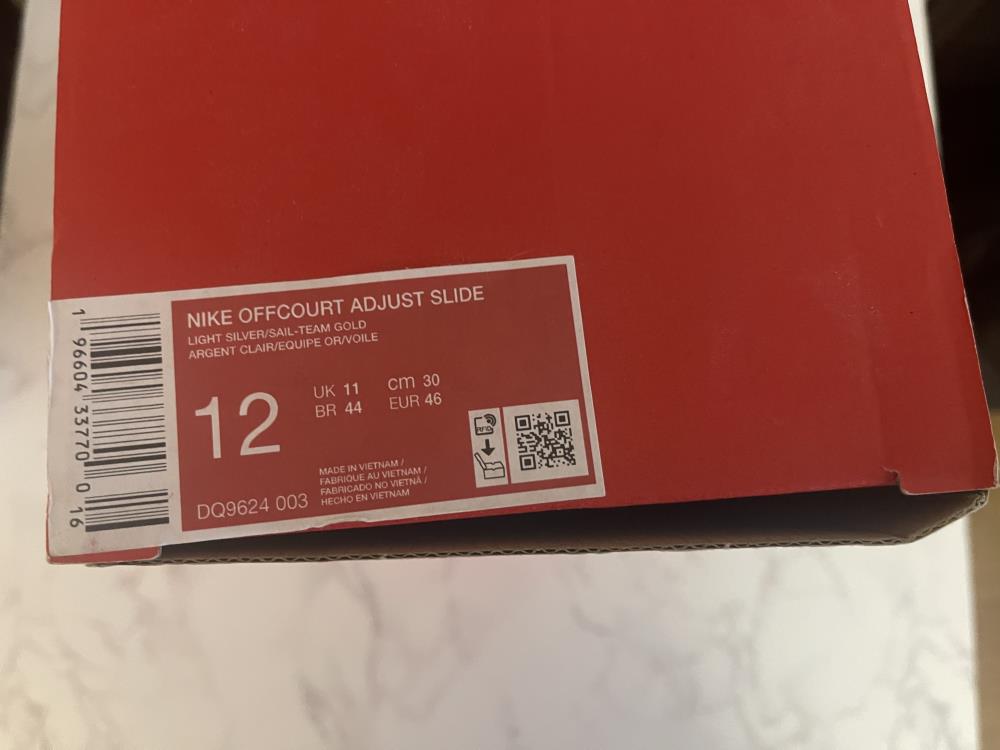 NIKE OFFCOURT ADJUST SLIDE
LIGHT SILVER/SAIL-TEAM GOLD
ARGENT CLAIR/EQUIPE OR/VOILE
12
UK 11 cm 30
BR 44 EUR 46
MADE IN VIETNAM /
FABRIQUE AU VIETNAM /
FABRICADO NO VIETNÃ /
HECHO EN VIETNAM
DQ9624 003
RFID
1 96604 33770 0 16